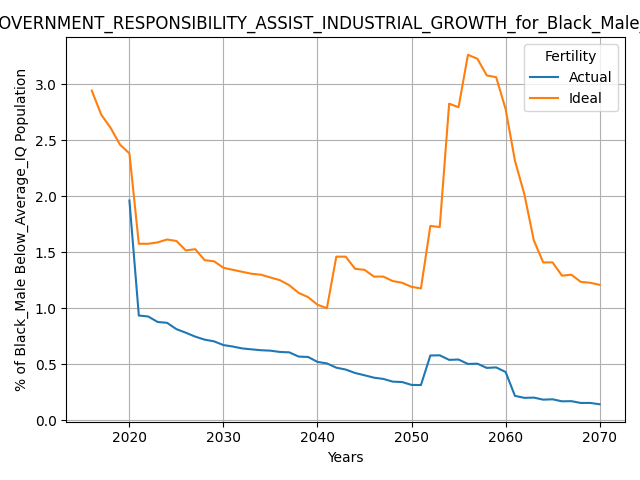 OVERNMENT_RESPONSIBILITY_ASSIST_INDUSTRIAL_GROWTH_for_Black_Male_
Fertility
Actual
Ideal
% of Black_Male Below_Average_IQ Population
3.0
2.5
2.0
1.5
1.0
0.5
0.0
2020 2030 2040 2050 2060 2070
Years